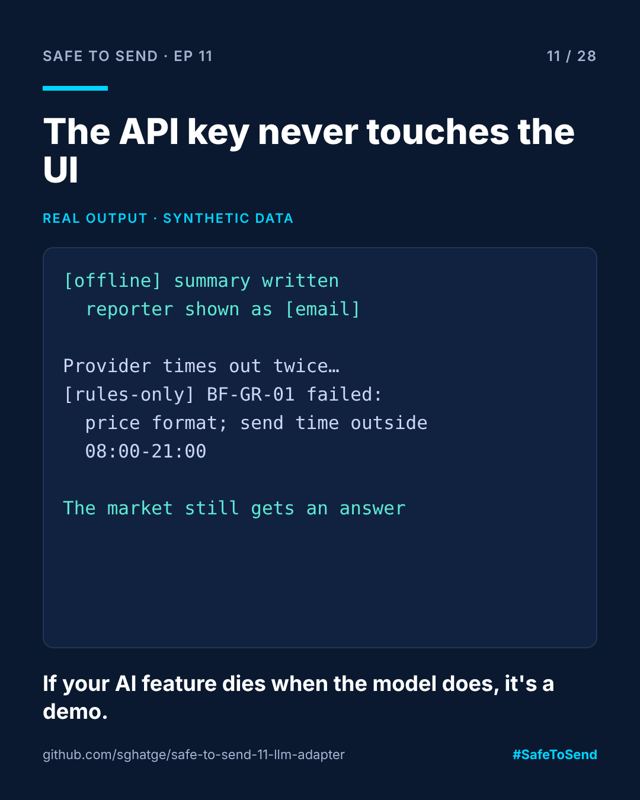 SAFE TO SEND · EP 11
11 / 28
The API key never touches the
UI
REAL OUTPUT · SYNTHETIC DATA
[offline] summary written
reporter shown as [email]
Provider times out twice…
[rules-only] BF-GR-01 failed:
price format; send time outside
08:00-21:00
The market still gets an answer
If your AI feature dies when the model does, it's a
demo.
github.com/sghatge/safe-to-send-11-llm-adapter
#SafeToSend